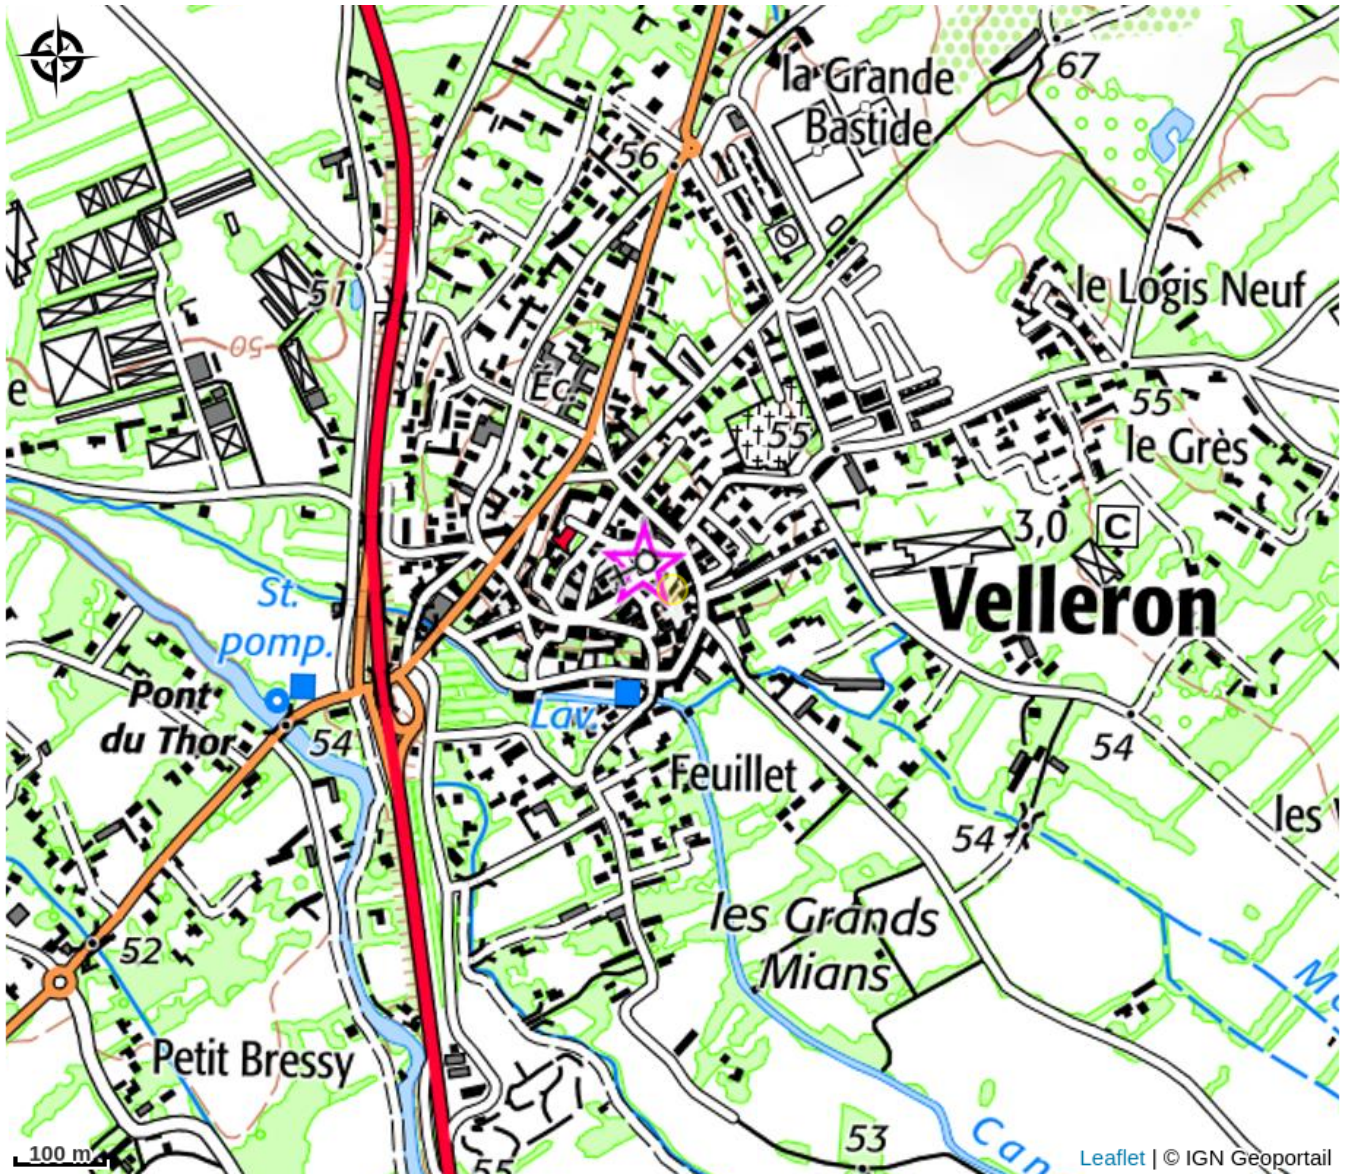 la Grande
Bastide
67
56
51
50
le Logis Neuf
Éc.
e
55
55
le Grès
3,0
C
Velleron
St.
pomp.
Pont
du Thor
54
Lav.
54
Feuillet
les
54
les Grands
Mians
52
Petit Bressy
53
Can
55
100 m
Leaflet | © IGN Geoportail